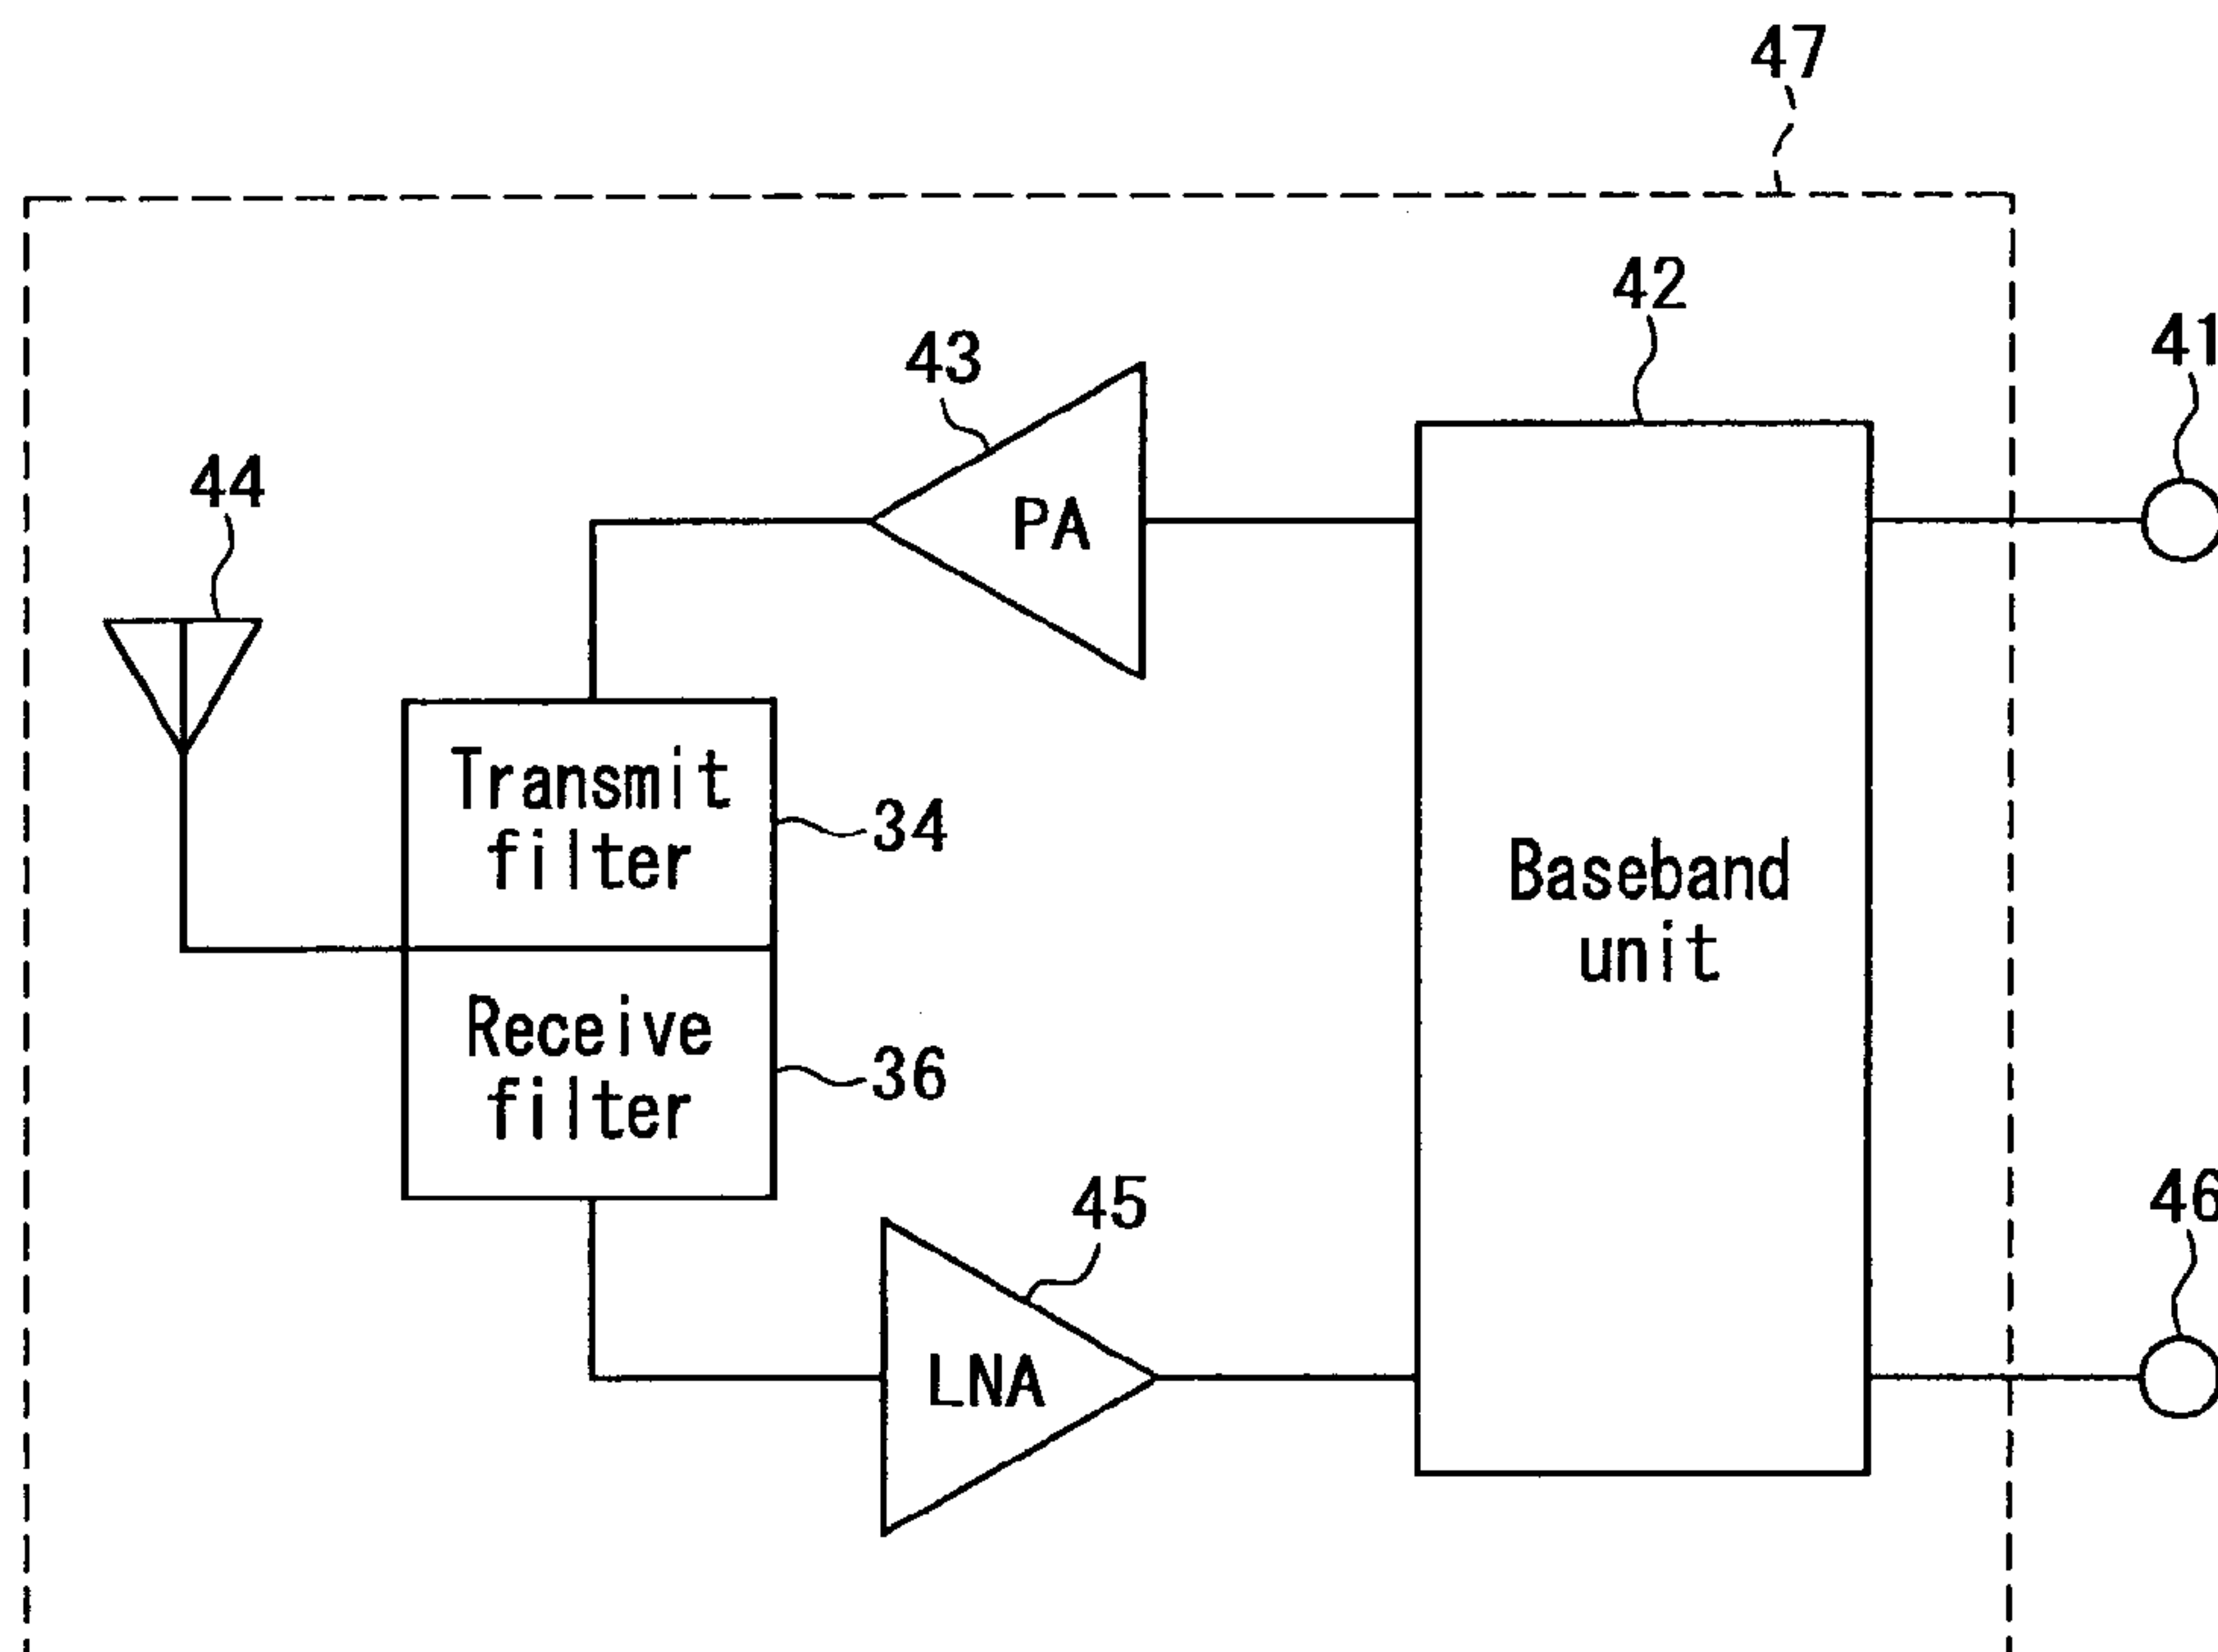 47
42
41
43
44
PA
Transmit
filter
34
Baseband
unit
Receive
filter
36
45
46
LNA